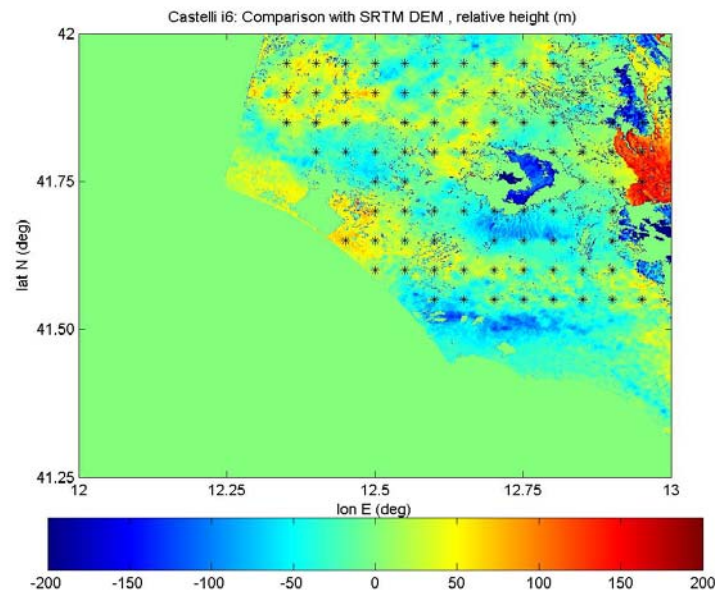 Castelli i6: Comparison with SRTM DEM , relative height (m)
42
41.75
lat N (deg)
41.50
41.25
12 12.25 12.5 12.75 13
lon E (deg)
-200 -150 -100 -50 0 50 100 150 200